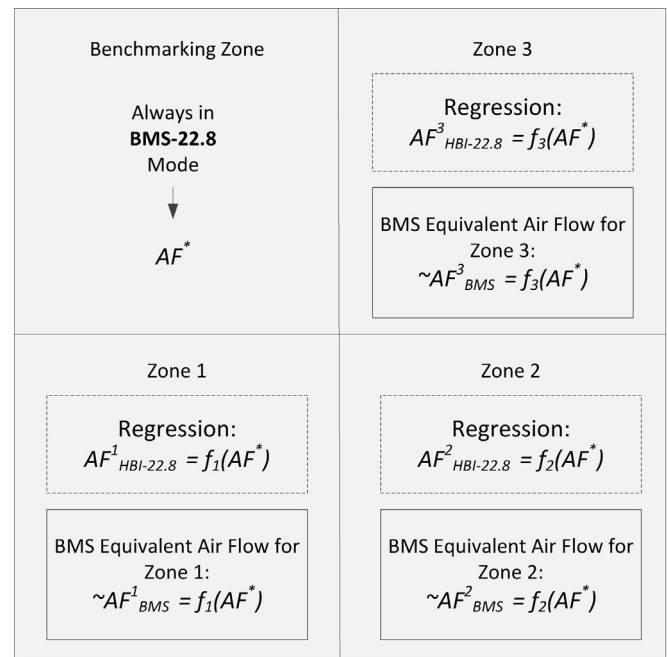 Benchmarking Zone
Always in
BMS-22.8
Mode
AF*
Zone 3
Regression:
AF³HBI-22.8 = f₃(AF*)
BMS Equivalent Air Flow for
Zone 3:
~AF³BMS = f₃(AF*)
Zone 1
Regression:
AF¹HBI-22.8 = f₁(AF*)
BMS Equivalent Air Flow for
Zone 1:
~AF¹BMS = f₁(AF*)
Zone 2
Regression:
AF²HBI-22.8 = f₂(AF*)
BMS Equivalent Air Flow for
Zone 2:
~AF²BMS = f₂(AF*)